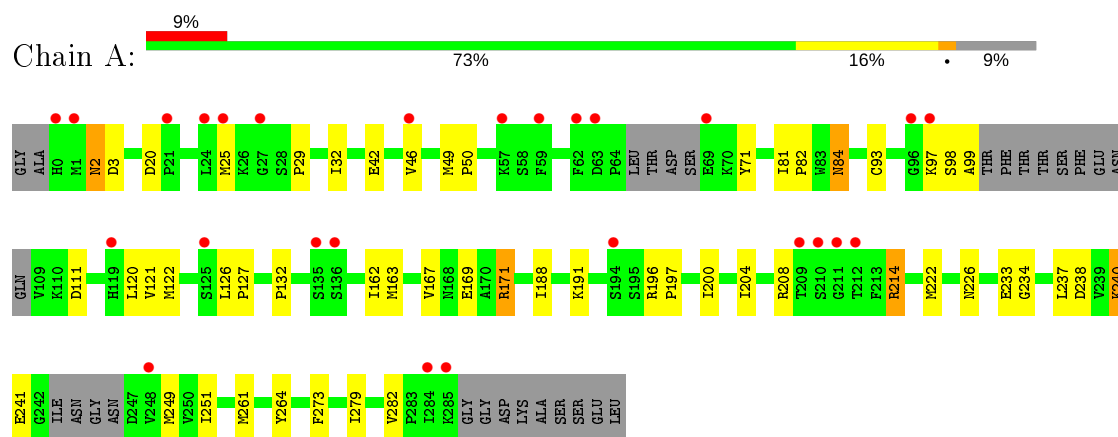 9%
Chain A:
73% 16% • 9%
GLY ALA H0 M1 N2 D3 D20 P21 L24 M25 K26 G27 S28 P29 I32 E42 V46 M49 P50 K57 S58 F59 F62 D63 P64 LEU THR ASP SER E69 K70 Y71 I81 P82 W83 N84 C93 G96 K97 S98 A99 THR PHE THR THR SER PHE GLU ASN
GLN V109 K110 D111 H119 L120 V121 M122 S125 L126 P127 P132 S135 S136 I162 M163 V167 N168 E169 A170 R171 I188 K191 S194 S195 R196 P197 I200 I204 R208 T209 S210 G211 T212 F213 R214 M222 N226 E233 G234 L237 D238 V239 K240
E241 G242 ILE ASN GLY ASN D247 V248 M249 V250 I251 M261 Y264 F273 I279 V282 P283 I284 K285 GLY GLY ASP LYS ALA SER SER GLU LEU